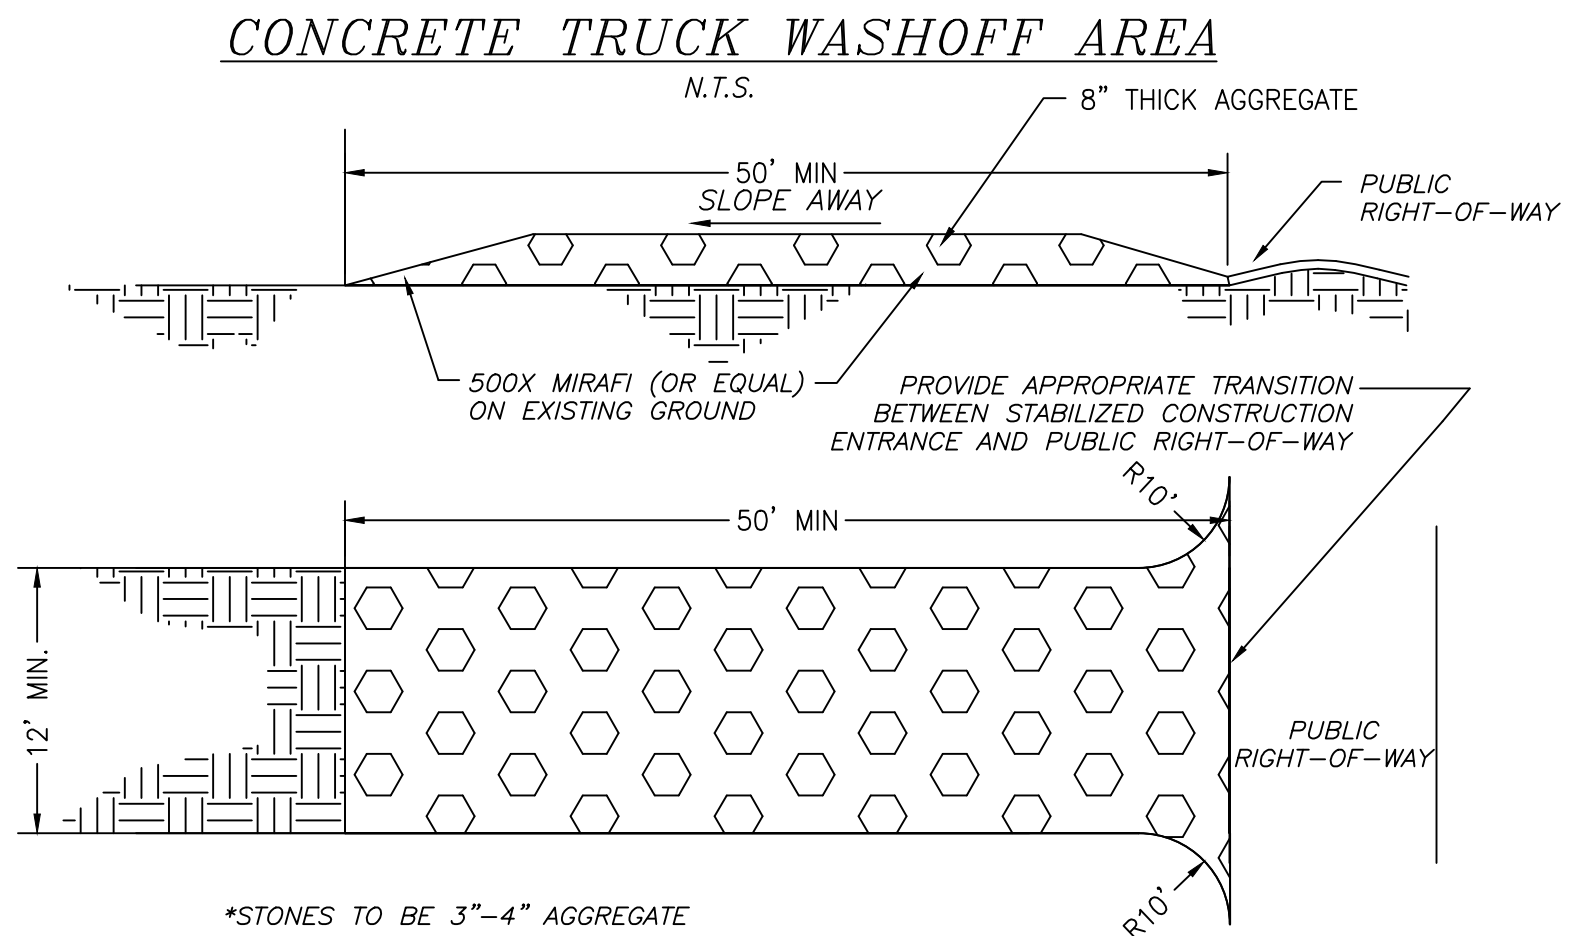 CONCRETE TRUCK WASHOFF AREA
N.T.S.
8" THICK AGGREGATE
50' MIN
SLOPE AWAY
PUBLIC
RIGHT-OF-WAY
500X MIRAFI (OR EQUAL)
ON EXISTING GROUND
PROVIDE APPROPRIATE TRANSITION
BETWEEN STABILIZED CONSTRUCTION
ENTRANCE AND PUBLIC RIGHT-OF-WAY
R10'
50' MIN
12' MIN.
PUBLIC
RIGHT-OF-WAY
R10'
*STONES TO BE 3"-4" AGGREGATE